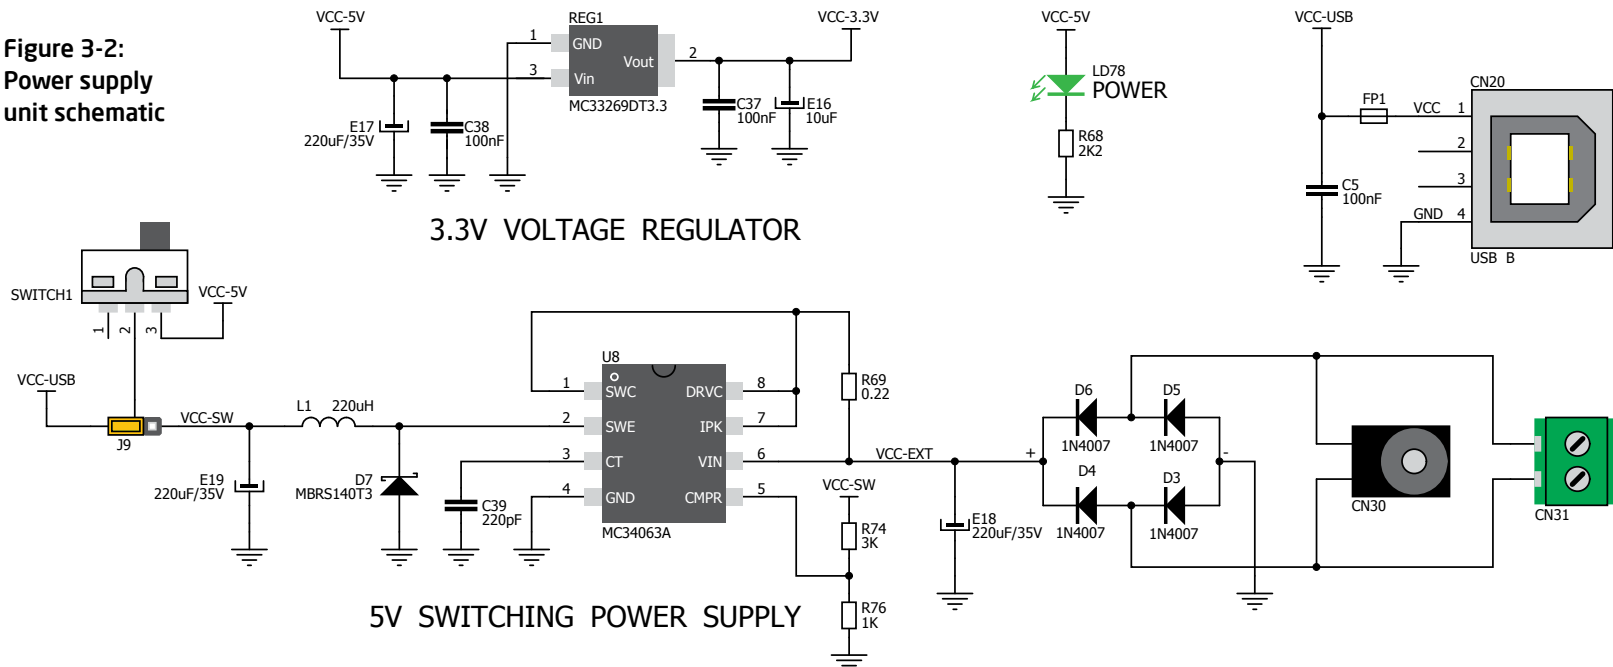 Figure 3-2:
Power supply
unit schematic
VCC-5V
REG1
VCC-3.3V
1
GND
Vout
2
3
Vin
MC33269DT3.3
E17
220uF/35V
C38
100nF
C37
100nF
E16
10uF
3.3V VOLTAGE REGULATOR
VCC-5V
LD78
POWER
R68
2K2
VCC-USB
CN20
FP1
VCC
1
2
3
GND
4
C5
100nF
USB B
SWITCH1
VCC-5V
1
2
3
VCC-USB
J9
VCC-SW
L1
220uH
E19
220uF/35V
D7
MBRS140T3
C39
220pF
U8
1
SWC
DRVC
8
2
SWE
IPK
7
3
CT
VIN
6
4
GND
CMPR
5
MC34063A
R69
0.22
VCC-EXT
VCC-SW
R74
3K
R76
1K
5V SWITCHING POWER SUPPLY
E18
220uF/35V
+
-
D6
1N4007
D5
1N4007
D4
1N4007
D3
1N4007
CN30
CN31